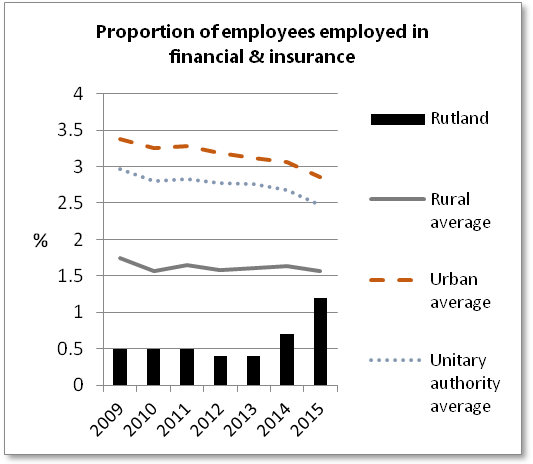 Proportion of employees employed in
financial & insurance
4
3.5
3
2.5
2
1.5
1
0.5
0
%
2009
2010
2011
2012
2013
2014
2015
Rutland
Rural
average
Urban
average
Unitary
authority
average